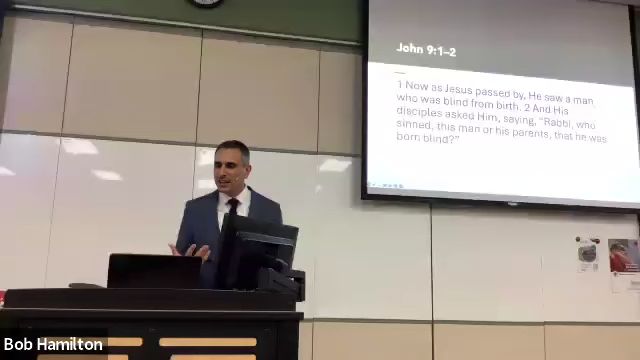 John 9:1–2
1 Now as Jesus passed by, He saw a man
who was blind from birth. 2 And His
disciples asked Him, saying, "Rabbi, who
sinned, this man or his parents, that he was
born blind?"
Bob Hamilton